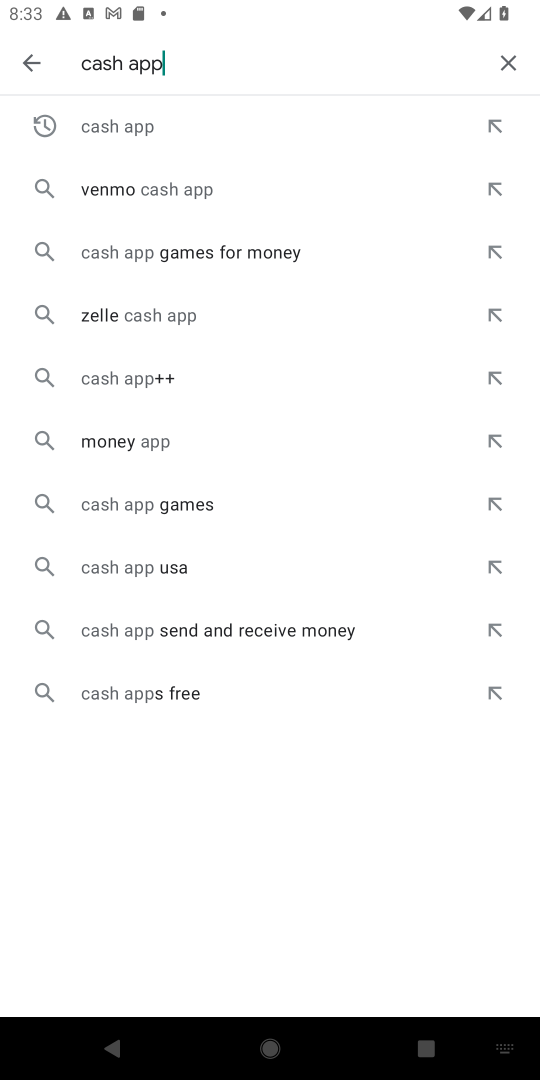 8:33
cash app
cash app
venmo cash app
cash app games for money
zelle cash app
cash app++
money app
cash app games
cash app usa
cash app send and receive money
cash apps free